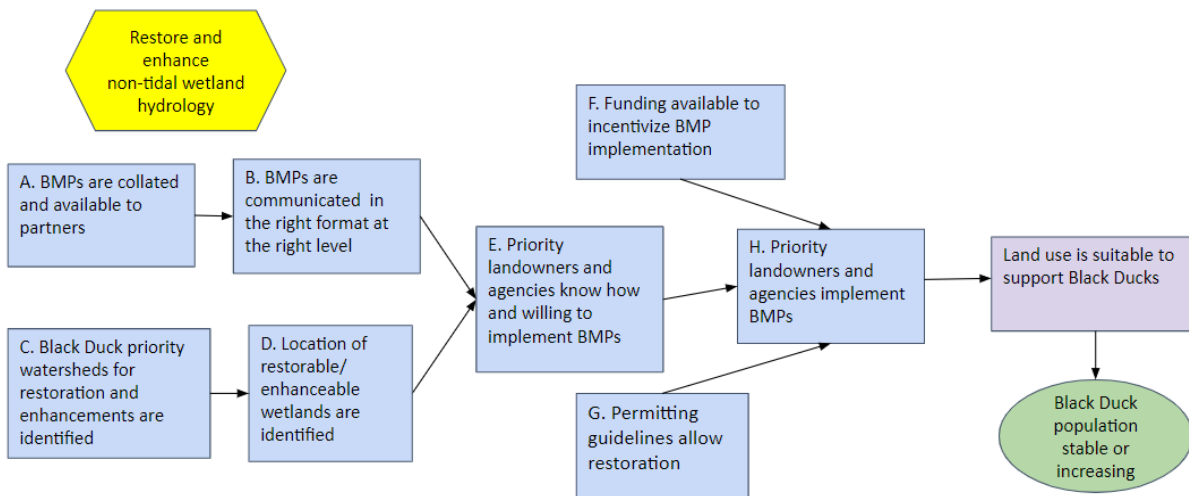 Restore and
enhance
non-tidal wetland
hydrology
A. BMPs are collated
and available to
partners
B. BMPs are
communicated in
the right format at
the right level
C. Black Duck priority
watersheds for
restoration and
enhancements are
identified
D. Location of
restorable/
enhanceable
wetlands are
identified
E. Priority
landowners and
agencies know how
and willing to
implement BMPs
F. Funding available to
incentivize BMP
implementation
G. Permitting
guidelines allow
restoration
H. Priority
landowners and
agencies implement
BMPs
Land use is suitable to
support Black Ducks
Black Duck
population
stable or
increasing